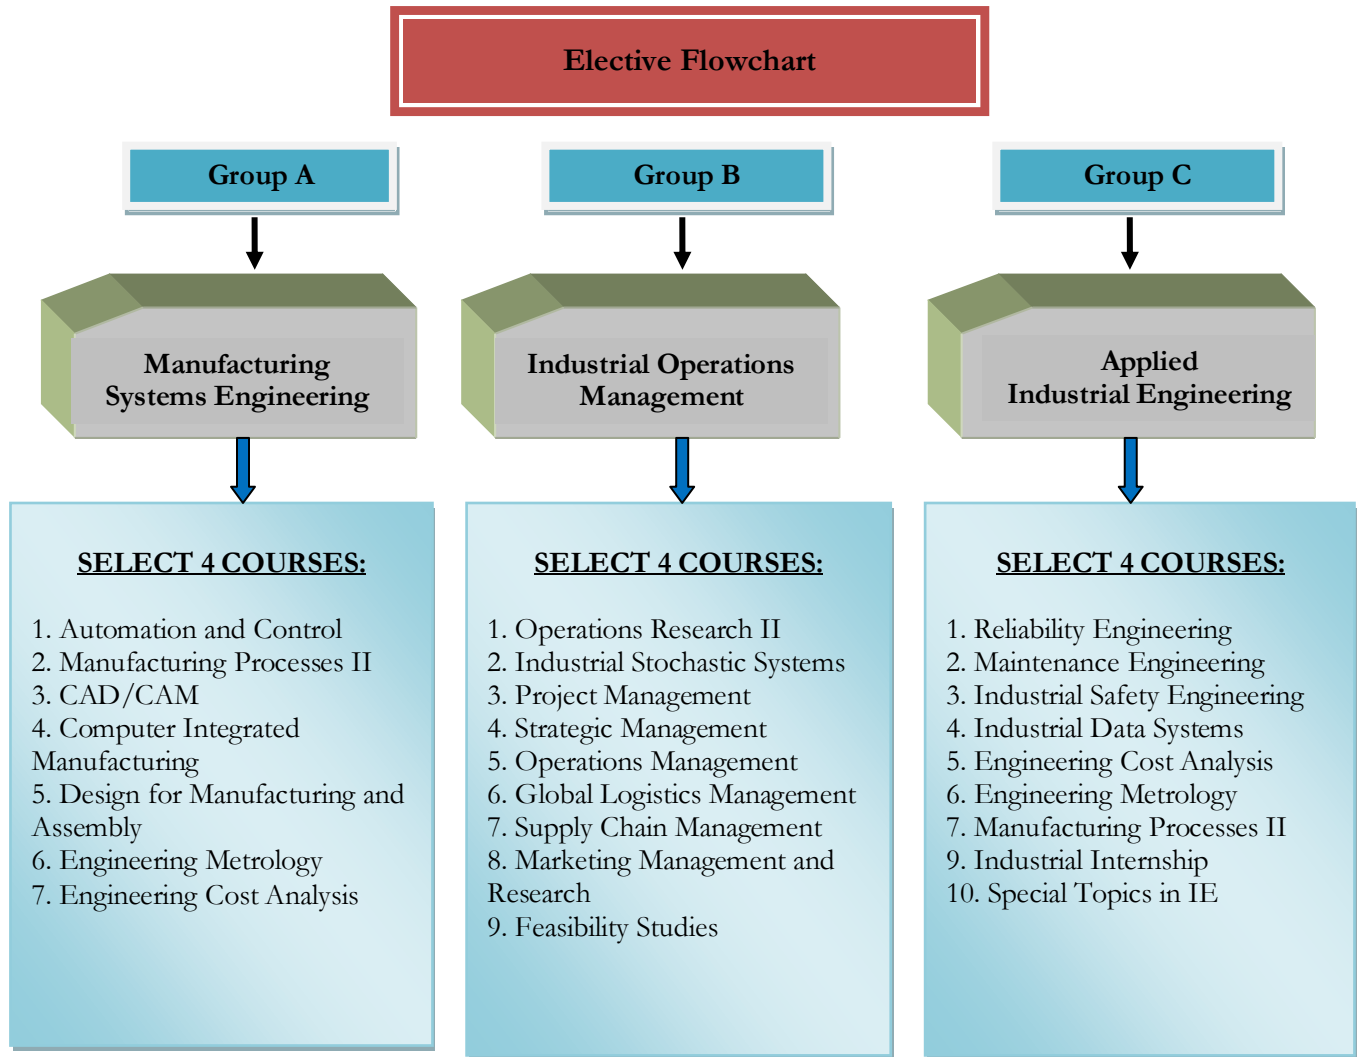 Elective Flowchart
Group A
Group B
Group C
Manufacturing
Systems Engineering
Industrial Operations
Management
Applied
Industrial Engineering
SELECT 4 COURSES:
1. Automation and Control
2. Manufacturing Processes II
3. CAD/CAM
4. Computer Integrated
Manufacturing
5. Design for Manufacturing and
Assembly
6. Engineering Metrology
7. Engineering Cost Analysis
SELECT 4 COURSES:
1. Operations Research II
2. Industrial Stochastic Systems
3. Project Management
4. Strategic Management
5. Operations Management
6. Global Logistics Management
7. Supply Chain Management
8. Marketing Management and
Research
9. Feasibility Studies
SELECT 4 COURSES:
1. Reliability Engineering
2. Maintenance Engineering
3. Industrial Safety Engineering
4. Industrial Data Systems
5. Engineering Cost Analysis
6. Engineering Metrology
7. Manufacturing Processes II
9. Industrial Internship
10. Special Topics in IE